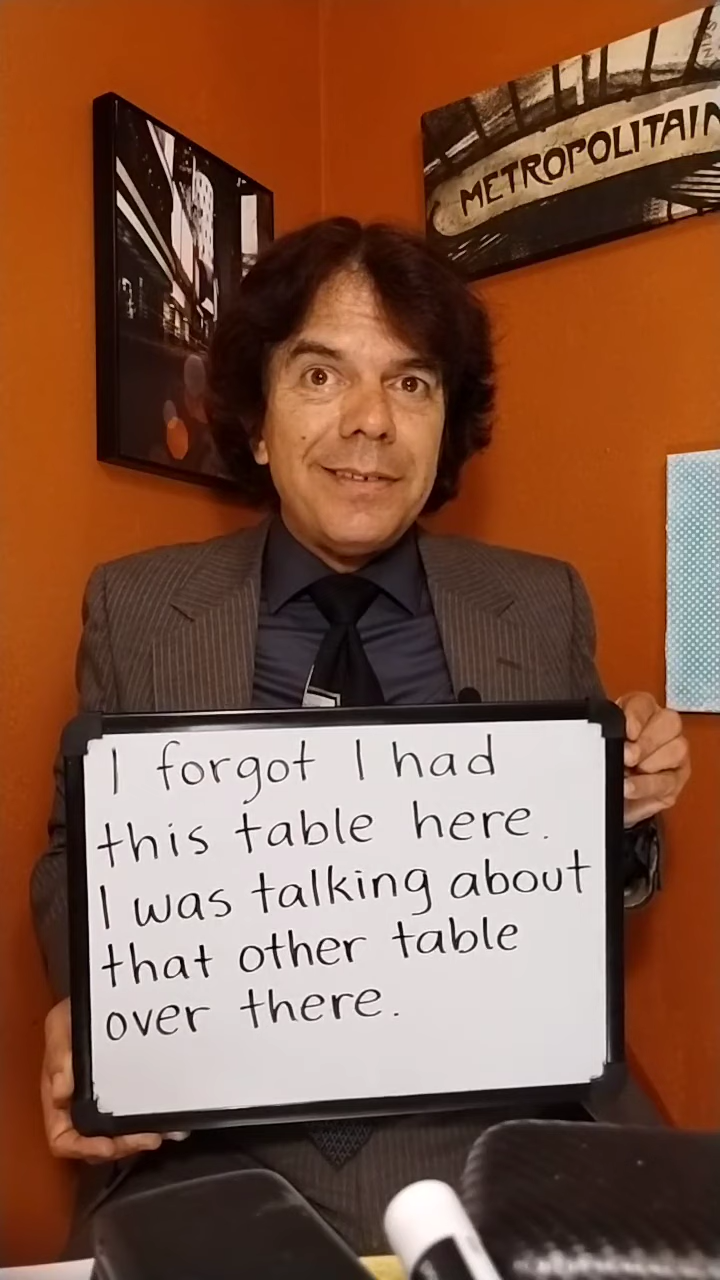 METROPOLITAIN
I forgot I had
this table here.
I was talking about
that other table
over there.